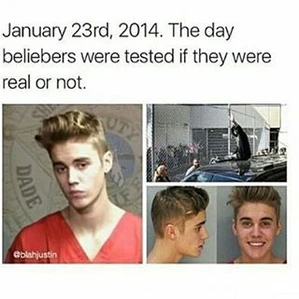 January 23rd, 2014. The day
beliebers were tested if they were
real or not.
DADE
@blahjustin